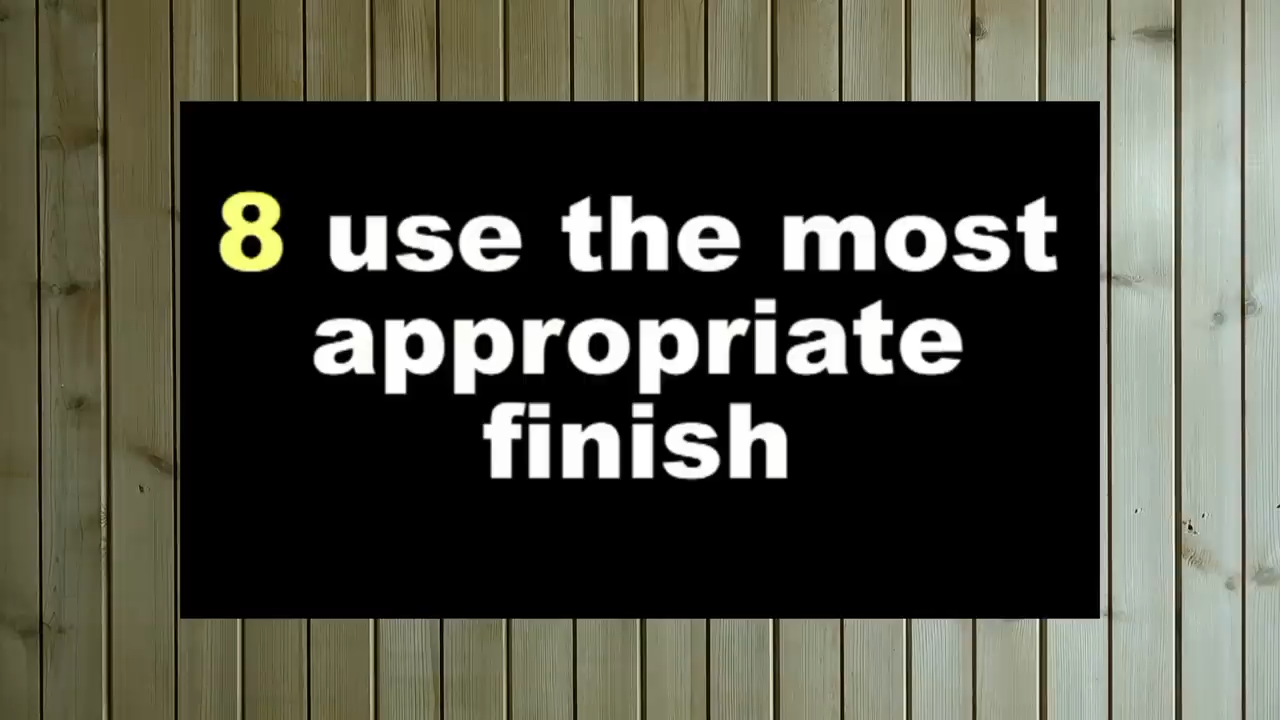 8 use the most
appropriate
finish